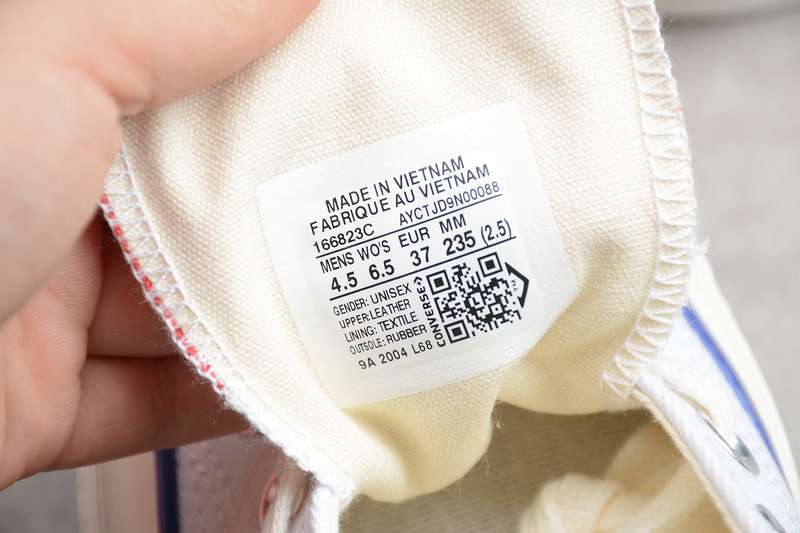 MADE IN VIETNAM
FABRIQUE AU VIETNAM
166823C AYCTJD9N00088
MENS WO'S EUR MM
4.5 6.5 37 235 (2.5)
GENDER: UNISEX
UPPER: LEATHER
LINING: TEXTILE
OUTSOLE: RUBBER
9A 2004 L68
CONVERSE
TM